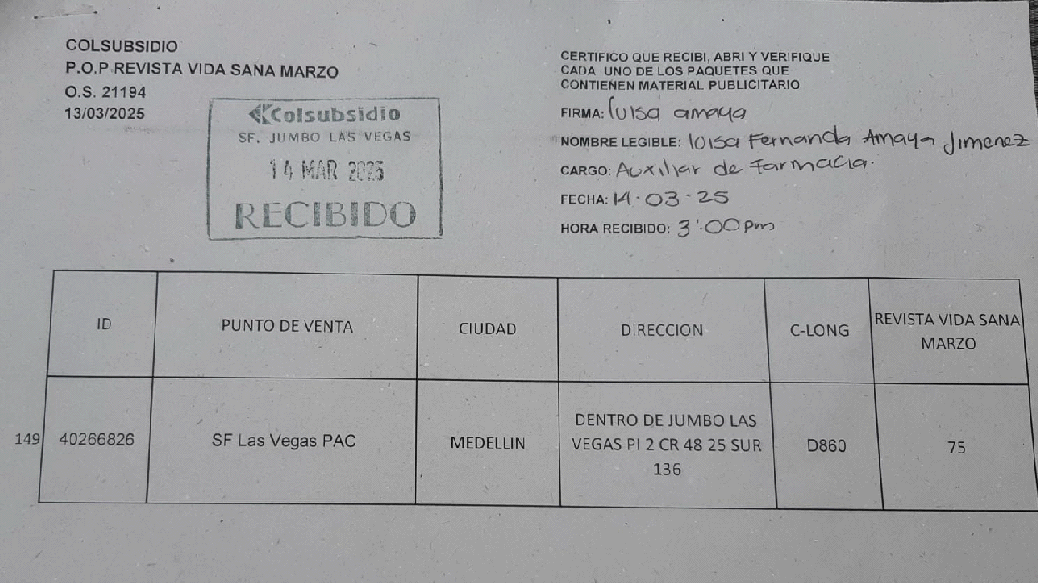 COLSUBSIDIO
P.O.P REVISTA VIDA SANA MARZO
O.S. 21194
13/03/2025
Colsubsidio
SF. JUMBO LAS VEGAS
14 MAR 2025
RECIBIDO
CERTIFICO QUE RECIBI, ABRI Y VERIFIQUE
CADA UNO DE LOS PAQUETES QUE
CONTIENEN MATERIAL PUBLICITARIO
FIRMA: luisa amaya
NOMBRE LEGIBLE: luisa Fernanda Amaya Jimenez
CARGO: Auxiliar de farmacia.
FECHA: 14.03.25
HORA RECIBIDO: 3:00 pm
ID PUNTO DE VENTA CIUDAD DIRECCION C-LONG REVISTA VIDA SANA
MARZO
149 40266826 SF Las Vegas PAC MEDELLIN DENTRO DE JUMBO LAS
VEGAS PI 2 CR 48 25 SUR
136 D860 75